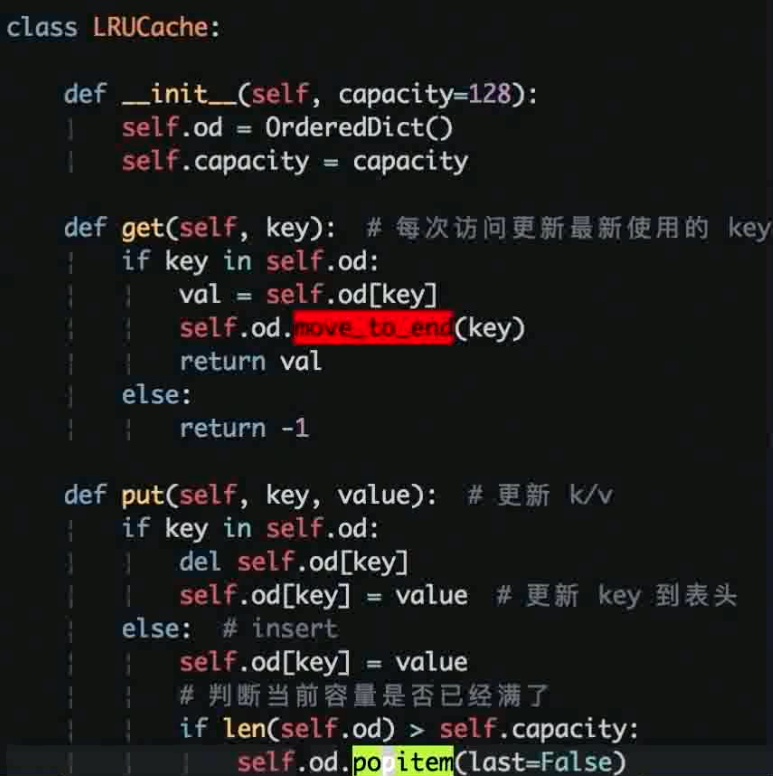 class LRUCache:
def __init__(self, capacity=128):
self.od = OrderedDict()
self.capacity = capacity
def get(self, key): # 每次访问更新最新使用的 key
if key in self.od:
val = self.od[key]
self.od.move_to_end(key)
return val
else:
return -1
def put(self, key, value): # 更新 k/v
if key in self.od:
del self.od[key]
self.od[key] = value # 更新 key 到表头
else: # insert
self.od[key] = value
# 判断当前容量是否已经满了
if len(self.od) > self.capacity:
self.od.popitem(last=False)